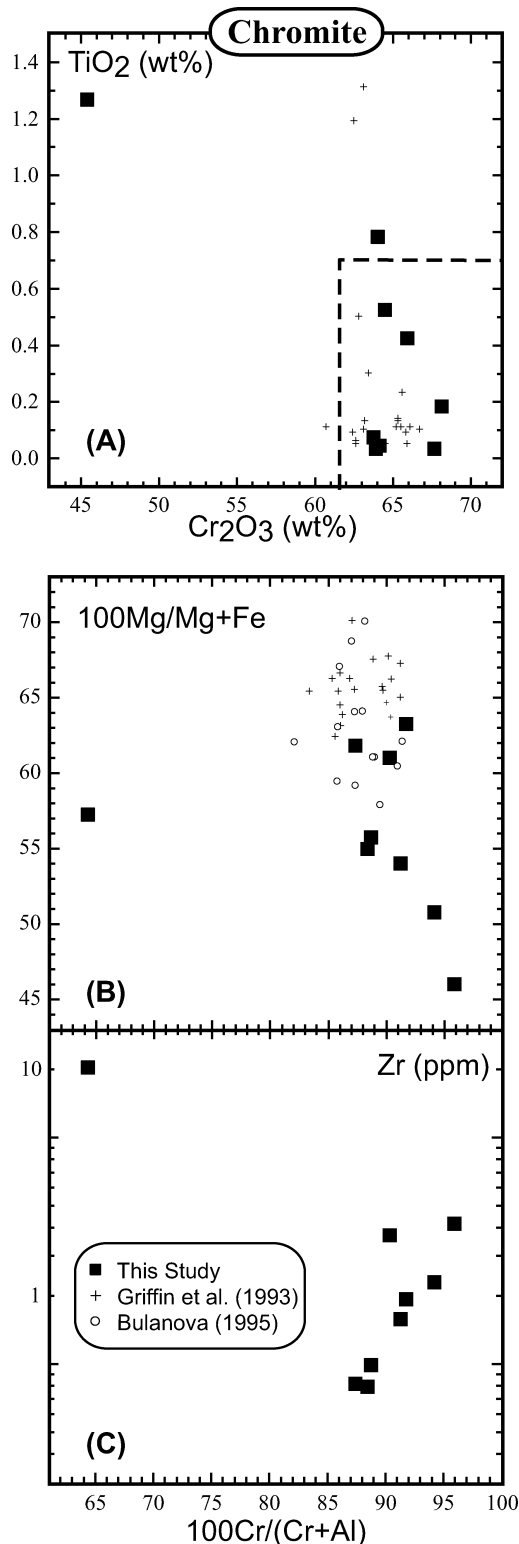 Chromite
TiO2 (wt%)
1.4
1.2
1.0
0.8
0.6
0.4
0.2
0.0
(A)
45 50 55 60 65 70
Cr2O3 (wt%)
100Mg/Mg+Fe
70
65
60
55
50
45
(B)
Zr (ppm)
10
1
This Study
Griffin et al. (1993)
Bulanova (1995)
(C)
65 70 75 80 85 90 95 100
100Cr/(Cr+Al)